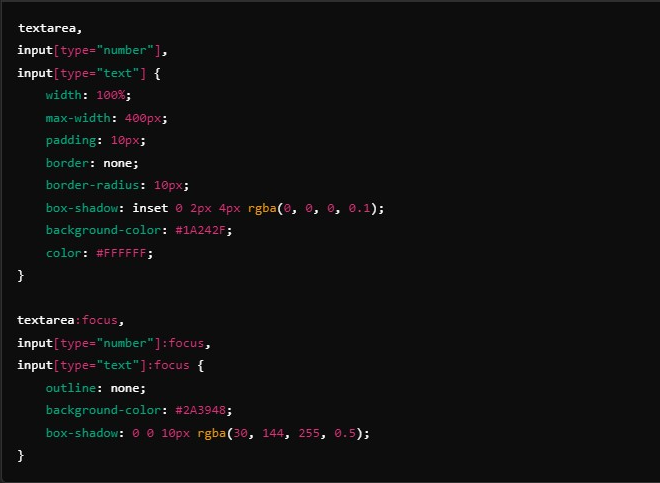 textarea,
input[type="number"],
input[type="text"] {
    width: 100%;
    max-width: 400px;
    padding: 10px;
    border: none;
    border-radius: 10px;
    box-shadow: inset 0 2px 4px rgba(0, 0, 0, 0.1);
    background-color: #1A242F;
    color: #FFFFFF;
}

textarea:focus,
input[type="number"]:focus,
input[type="text"]:focus {
    outline: none;
    background-color: #2A3948;
    box-shadow: 0 0 10px rgba(30, 144, 255, 0.5);
}